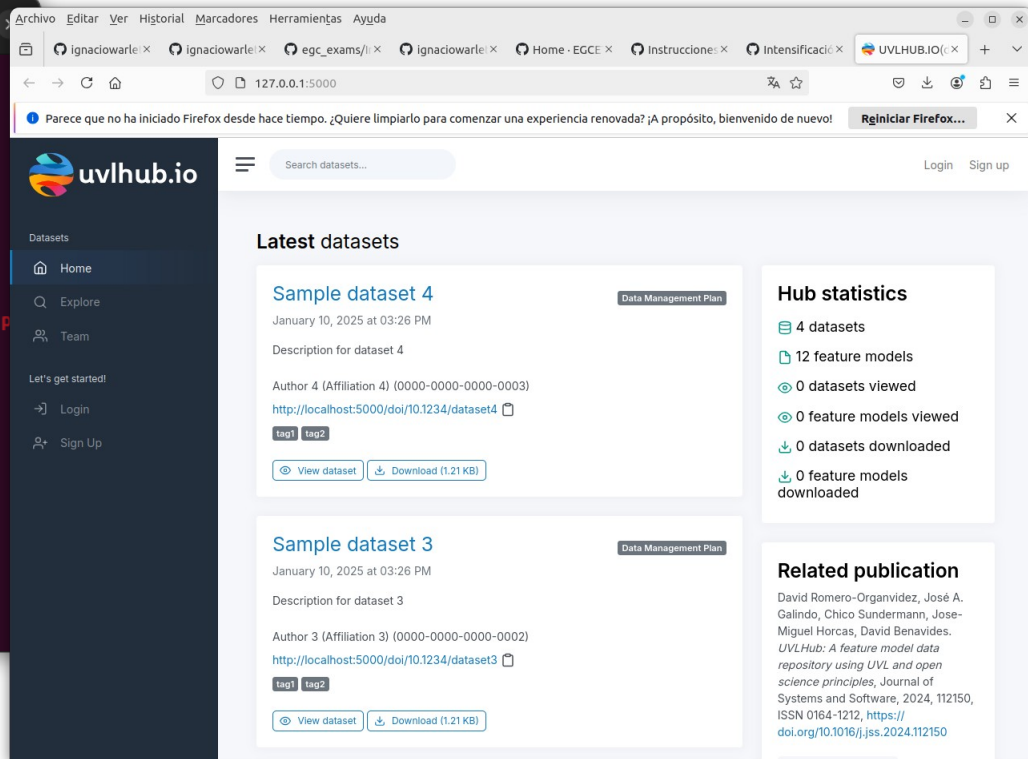 Archivo Editar Ver Historial Marcadores Herramientas Ayuda
ignaciowarle ignaciowarle egc_exams/I ignaciowarle Home · EGCE Instrucciones Intensificació UVLHUB.IO(
127.0.0.1:5000
Parece que no ha iniciado Firefox desde hace tiempo. ¿Quiere limpiarlo para comenzar una experiencia renovada? ¡A propósito, bienvenido de nuevo! Reiniciar Firefox...
uvlhub.io
Search datasets...
Login Sign up
Datasets
Home
Explore
Team
Let's get started!
Login
Sign Up
Latest datasets
Sample dataset 4
Data Management Plan
January 10, 2025 at 03:26 PM
Description for dataset 4
Author 4 (Affiliation 4) (0000-0000-0000-0003)
http://localhost:5000/doi/10.1234/dataset4
tag1 tag2
View dataset Download (1.21 KB)
Sample dataset 3
Data Management Plan
January 10, 2025 at 03:26 PM
Description for dataset 3
Author 3 (Affiliation 3) (0000-0000-0000-0002)
http://localhost:5000/doi/10.1234/dataset3
tag1 tag2
View dataset Download (1.21 KB)
Hub statistics
4 datasets
12 feature models
0 datasets viewed
0 feature models viewed
0 datasets downloaded
0 feature models
downloaded
Related publication
David Romero-Organvidez, José A.
Galindo, Chico Sundermann, Jose-
Miguel Horcas, David Benavides.
UVLHub: A feature model data
repository using UVL and open
science principles, Journal of
Systems and Software, 2024, 112150,
ISSN 0164-1212, https://
doi.org/10.1016/j.jss.2024.112150